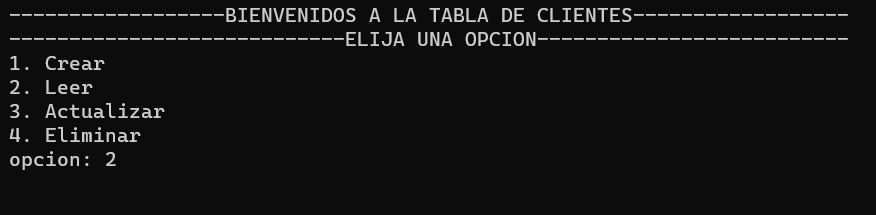 ------------------BIENVENIDOS A LA TABLA DE CLIENTES------------------
----------------------------ELIJA UNA OPCION--------------------------
1. Crear
2. Leer
3. Actualizar
4. Eliminar
opcion: 2